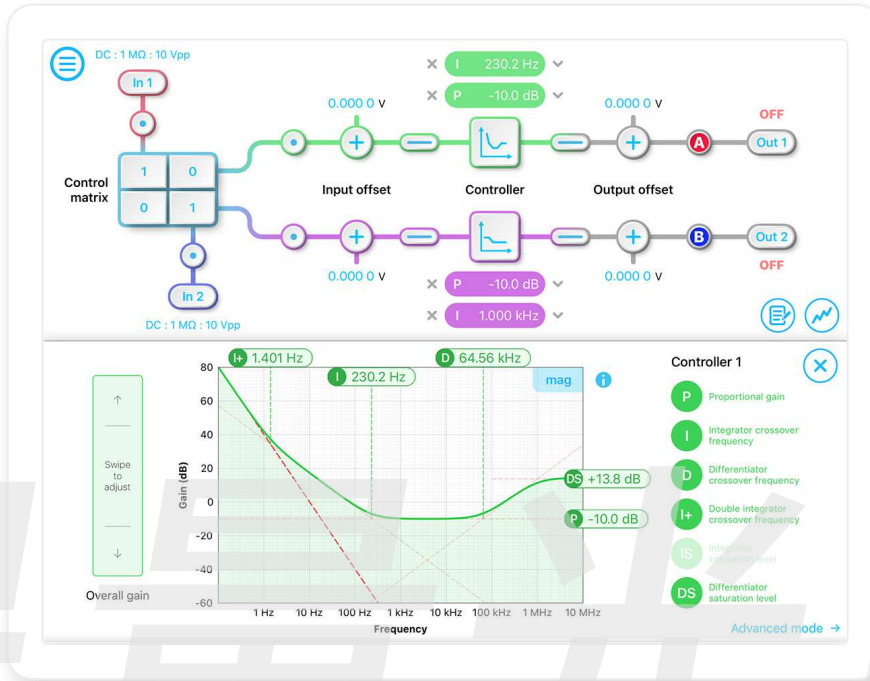 DC : 1 MΩ : 10 Vpp
In 1
1 0
0 1
Control
matrix
In 2
DC : 1 MΩ : 10 Vpp
I 230.2 Hz
P -10.0 dB
0.000 0 V
0.000 0 V
OFF
A
Out 1
Input offset
Controller
Output offset
B
Out 2
OFF
0.000 0 V
0.000 0 V
P -10.0 dB
I 1.000 kHz
I+ 1.401 Hz
I 230.2 Hz
D 64.56 kHz
mag
i
DS +13.8 dB
P -10.0 dB
Gain (dB)
80
60
40
20
0
-20
-40
-60
1 Hz 10 Hz 100 Hz 1 kHz 10 kHz 100 kHz 1 MHz 10 MHz
Frequency
Swipe
to
adjust
Overall gain
Controller 1
P Proportional gain
I Integrator crossover
frequency
D Differentiator
crossover frequency
I+ Double integrator
crossover frequency
IS Integrator
saturation level
DS Differentiator
saturation level
Advanced mode →